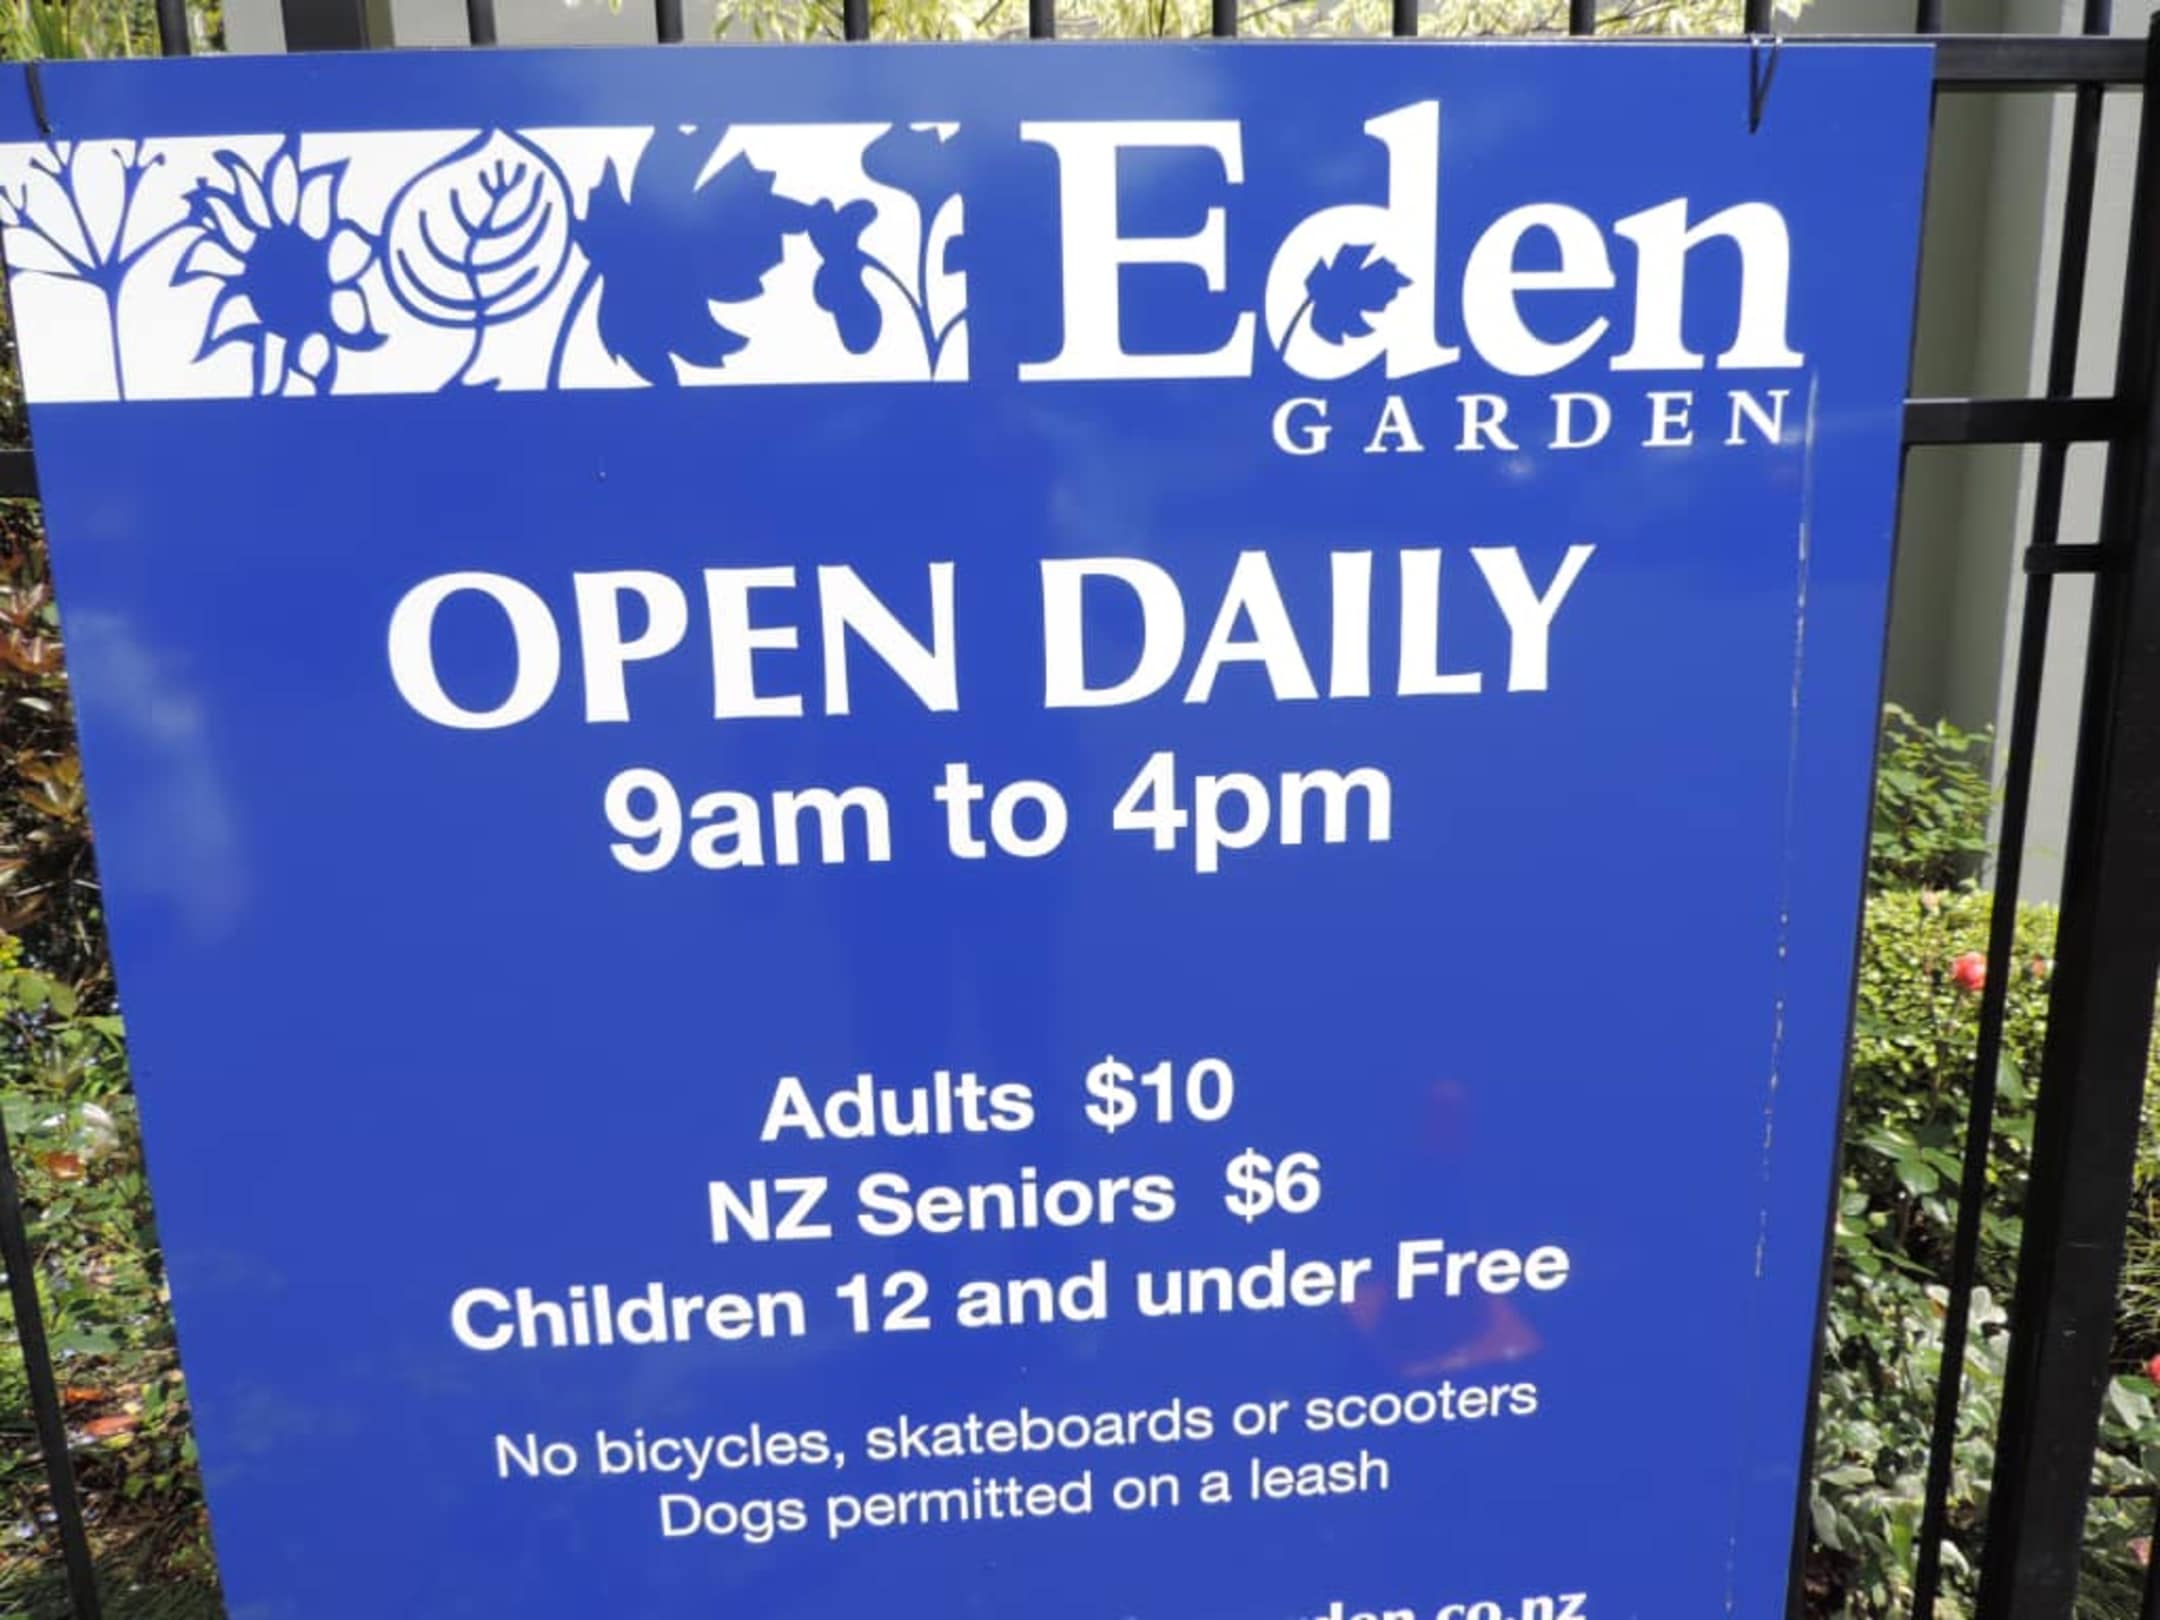 Eden
GARDEN
OPEN DAILY
9am to 4pm
Adults $10
NZ Seniors $6
Children 12 and under Free
No bicycles, skateboards or scooters
Dogs permitted on a leash